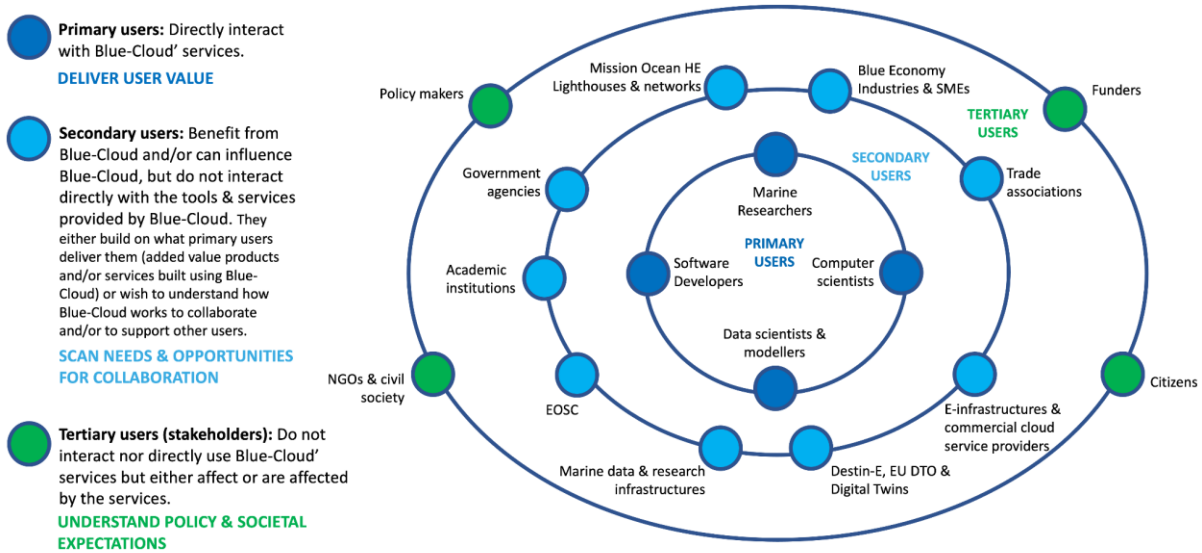 Primary users: Directly interact
with Blue-Cloud’ services.
DELIVER USER VALUE
Secondary users: Benefit from
Blue-Cloud and/or can influence
Blue-Cloud, but do not interact
directly with the tools & services
provided by Blue-Cloud. They
either build on what primary users
deliver them (added value products
and/or services built using Blue-
Cloud) or wish to understand how
Blue-Cloud works to collaborate
and/or to support other users.
SCAN NEEDS & OPPORTUNITIES
FOR COLLABORATION
Tertiary users (stakeholders): Do not
interact nor directly use Blue-Cloud’
services but either affect or are affected
by the services.
UNDERSTAND POLICY & SOCIETAL
EXPECTATIONS
Policy makers
Mission Ocean HE
Lighthouses & networks
Blue Economy
Industries & SMEs
Funders
TERTIARY
USERS
Government
agencies
SECONDARY
USERS
Trade
associations
Marine
Researchers
PRIMARY
USERS
Academic
institutions
Software
Developers
Computer
scientists
Data scientists &
modellers
NGOs & civil
society
EOSC
Citizens
E-infrastructures &
commercial cloud
service providers
Marine data & research
infrastructures
Destin-E, EU DTO &
Digital Twins